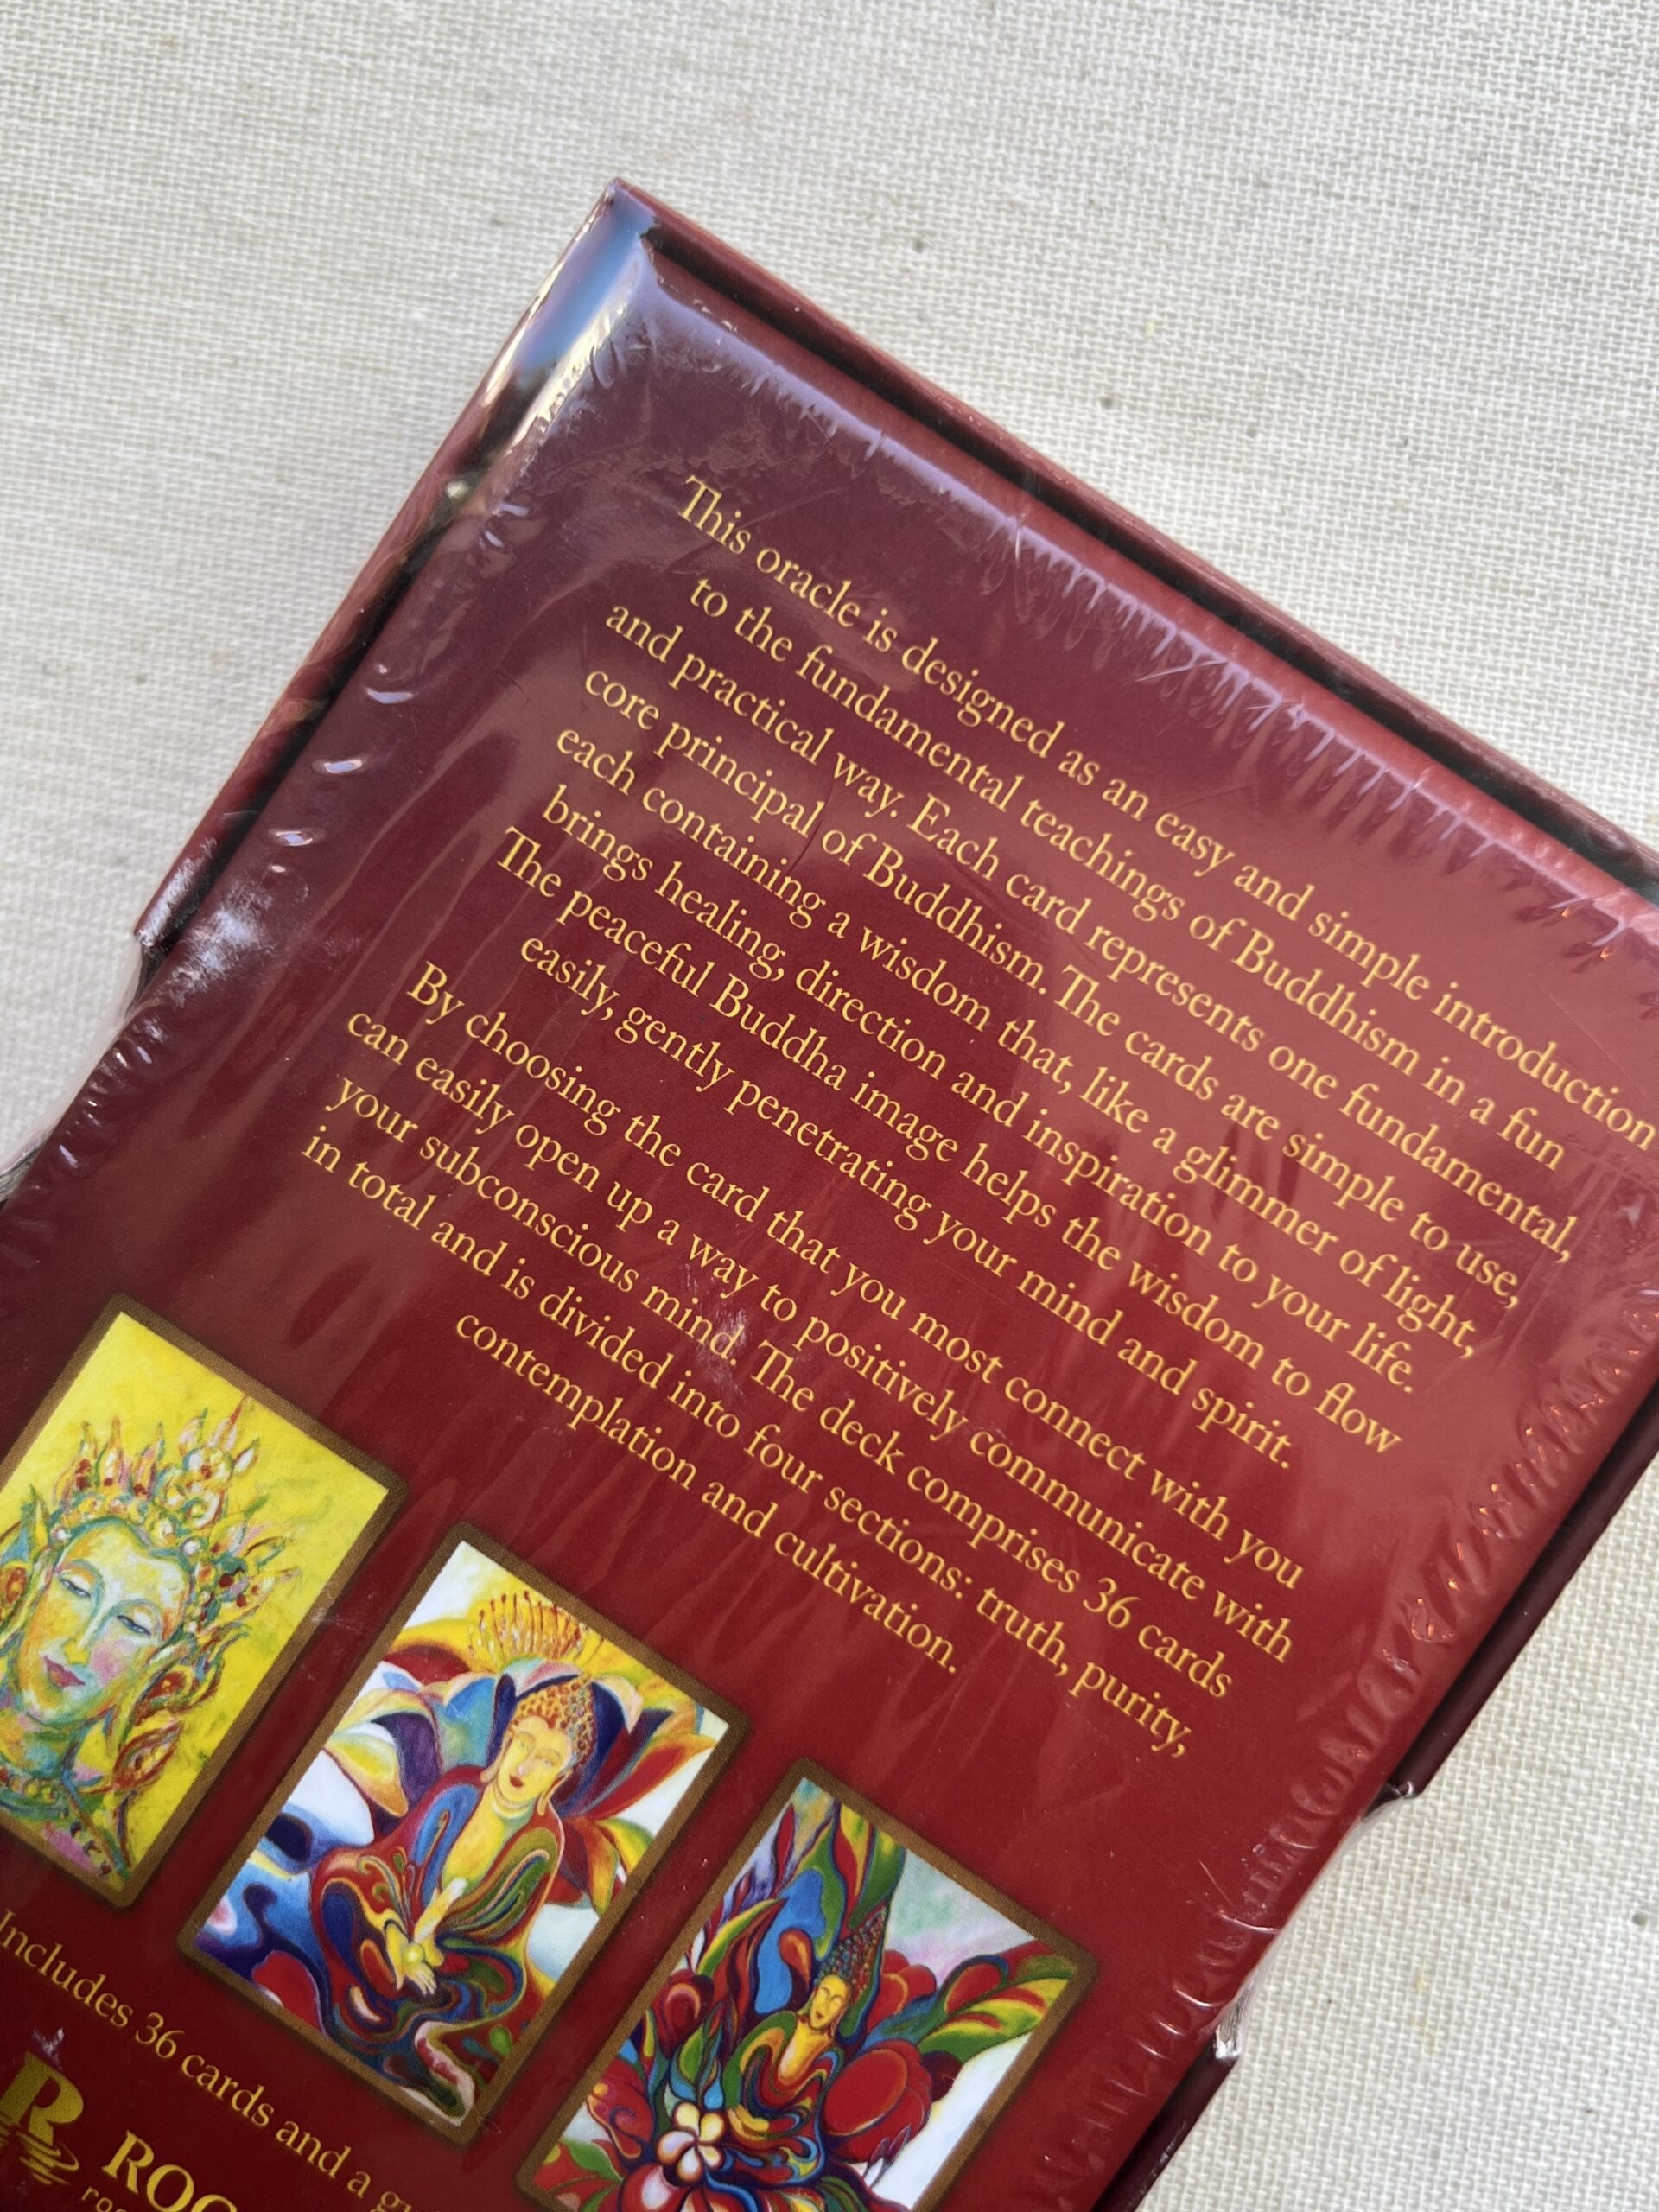 This oracle is designed as an easy and simple introduction
to the fundamental teachings of Buddhism in a fun
and practical way. Each card represents one fundamental,
core principal of Buddhism. The cards are simple to use,
each containing a wisdom that, like a glimmer of light,
brings healing, direction and inspiration to your life.
The peaceful Buddha image helps the wisdom to flow
easily, gently penetrating your mind and spirit.
By choosing the card that you most connect with you
can easily open up a way to positively communicate with
your subconscious mind. The deck comprises 36 cards
in total and is divided into four sections: truth, purity,
contemplation and cultivation.
Includes 36 cards and a
R